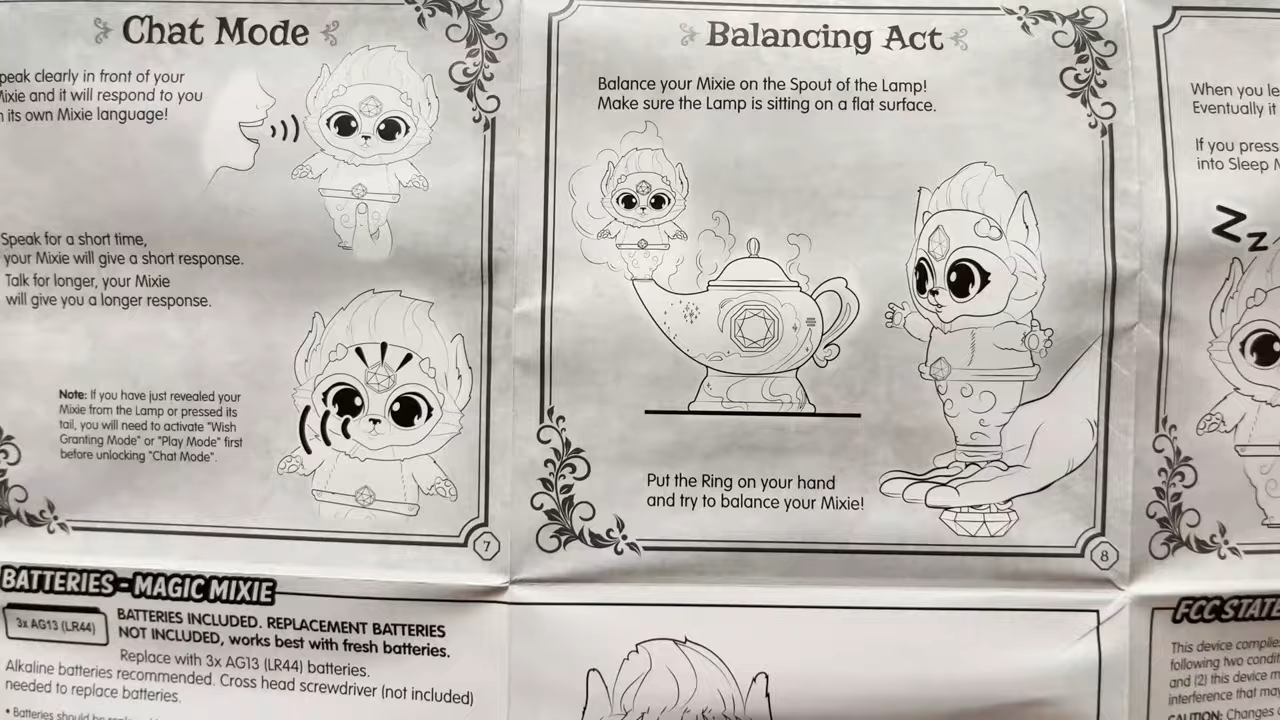 Chat Mode
peak clearly in front of your
Mixie and it will respond to you
its own Mixie language!
Speak for a short time,
your Mixie will give a short response.
Talk for longer, your Mixie
will give you a longer response.
Note: If you have just revealed your
Mixie from the Lamp or pressed its
tail, you will need to activate "Wish
Granting Mode" or "Play Mode" first
before unlocking "Chat Mode".
7
Balancing Act
Balance your Mixie on the Spout of the Lamp!
Make sure the Lamp is sitting on a flat surface.
Put the Ring on your hand
and try to balance your Mixie!
8
When you le
Eventually it
If you press
into Sleep
Z Z
BATTERIES - MAGIC MIXIE
3x AG13 (LR44)
BATTERIES INCLUDED. REPLACEMENT BATTERIES
NOT INCLUDED, works best with fresh batteries.
Replace with 3x AG13 (LR44) batteries.
Alkaline batteries recommended. Cross head screwdriver (not included)
needed to replace batteries.
• Batteries should be
FCC STATE
This device complie
following two condit
and (2) this device m
interference that may
CAUTION: Changes